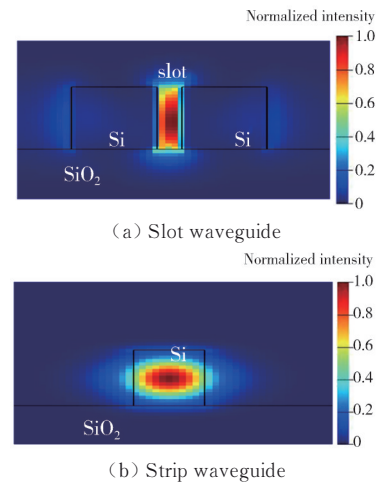 Normalized intensity
1.0
slot
0.8
0.6
Si
Si
0.4
SiO₂
0.2
0
（a）Slot waveguide
Normalized intensity
1.0
Si
0.8
0.6
0.4
SiO₂
0.2
0
（b）Strip waveguide